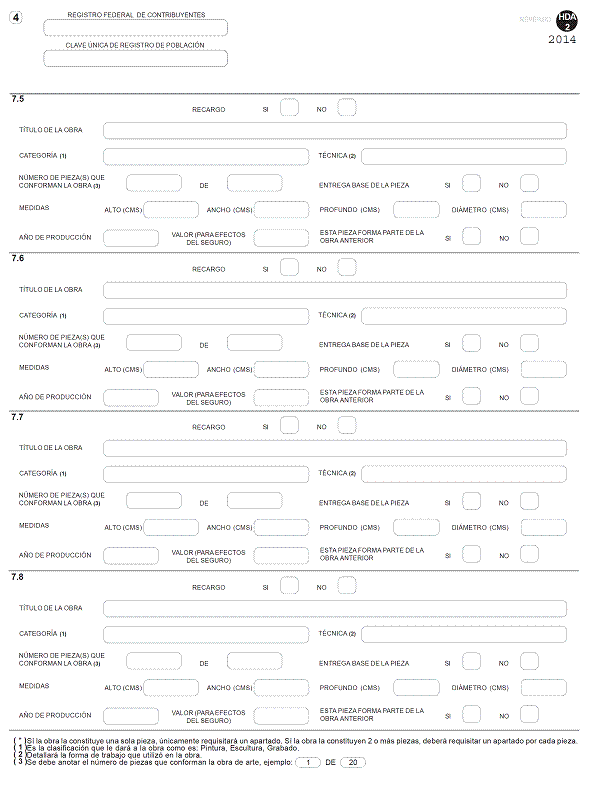 4
REGISTRO FEDERAL DE CONTRIBUYENTES
CLAVE ÚNICA DE REGISTRO DE POBLACIÓN
REVERSO HDA
2
2014
7.5
RECARGO SI NO
TÍTULO DE LA OBRA
CATEGORÍA (1) TÉCNICA (2)
NÚMERO DE PIEZA(S) QUE
CONFORMAN LA OBRA (3) DE ENTREGA BASE DE LA PIEZA SI NO
MEDIDAS ALTO (CMS) ANCHO (CMS) PROFUNDO (CMS) DIÁMETRO (CMS)
AÑO DE PRODUCCIÓN VALOR (PARA EFECTOS
DEL SEGURO) ESTA PIEZA FORMA PARTE DE LA
OBRA ANTERIOR SI NO
7.6
RECARGO SI NO
TÍTULO DE LA OBRA
CATEGORÍA (1) TÉCNICA (2)
NÚMERO DE PIEZA(S) QUE
CONFORMAN LA OBRA (3) DE ENTREGA BASE DE LA PIEZA SI NO
MEDIDAS ALTO (CMS) ANCHO (CMS) PROFUNDO (CMS) DIÁMETRO (CMS)
AÑO DE PRODUCCIÓN VALOR (PARA EFECTOS
DEL SEGURO) ESTA PIEZA FORMA PARTE DE LA
OBRA ANTERIOR SI NO
7.7
RECARGO SI NO
TÍTULO DE LA OBRA
CATEGORÍA (1) TÉCNICA (2)
NÚMERO DE PIEZA(S) QUE
CONFORMAN LA OBRA (3) DE ENTREGA BASE DE LA PIEZA SI NO
MEDIDAS ALTO (CMS) ANCHO (CMS) PROFUNDO (CMS) DIÁMETRO (CMS)
AÑO DE PRODUCCIÓN VALOR (PARA EFECTOS
DEL SEGURO) ESTA PIEZA FORMA PARTE DE LA
OBRA ANTERIOR SI NO
7.8
RECARGO SI NO
TÍTULO DE LA OBRA
CATEGORÍA (1) TÉCNICA (2)
NÚMERO DE PIEZA(S) QUE
CONFORMAN LA OBRA (3) DE ENTREGA BASE DE LA PIEZA SI NO
MEDIDAS ALTO (CMS) ANCHO (CMS) PROFUNDO (CMS) DIÁMETRO (CMS)
AÑO DE PRODUCCIÓN VALOR (PARA EFECTOS
DEL SEGURO) ESTA PIEZA FORMA PARTE DE LA
OBRA ANTERIOR SI NO
( * )Si la obra la constituye una sola pieza, únicamente requisitará un apartado. Si la obra la constituyen 2 o más piezas, deberá requisitar un apartado por cada pieza.
( 1 )Es la clasificación que le dará a la obra como es: Pintura, Escultura, Grabado.
( 2 )Detallará la forma de trabajo que utilizó en la obra.
( 3 )Se debe anotar el número de piezas que conforman la obra de arte, ejemplo: 1 DE 20